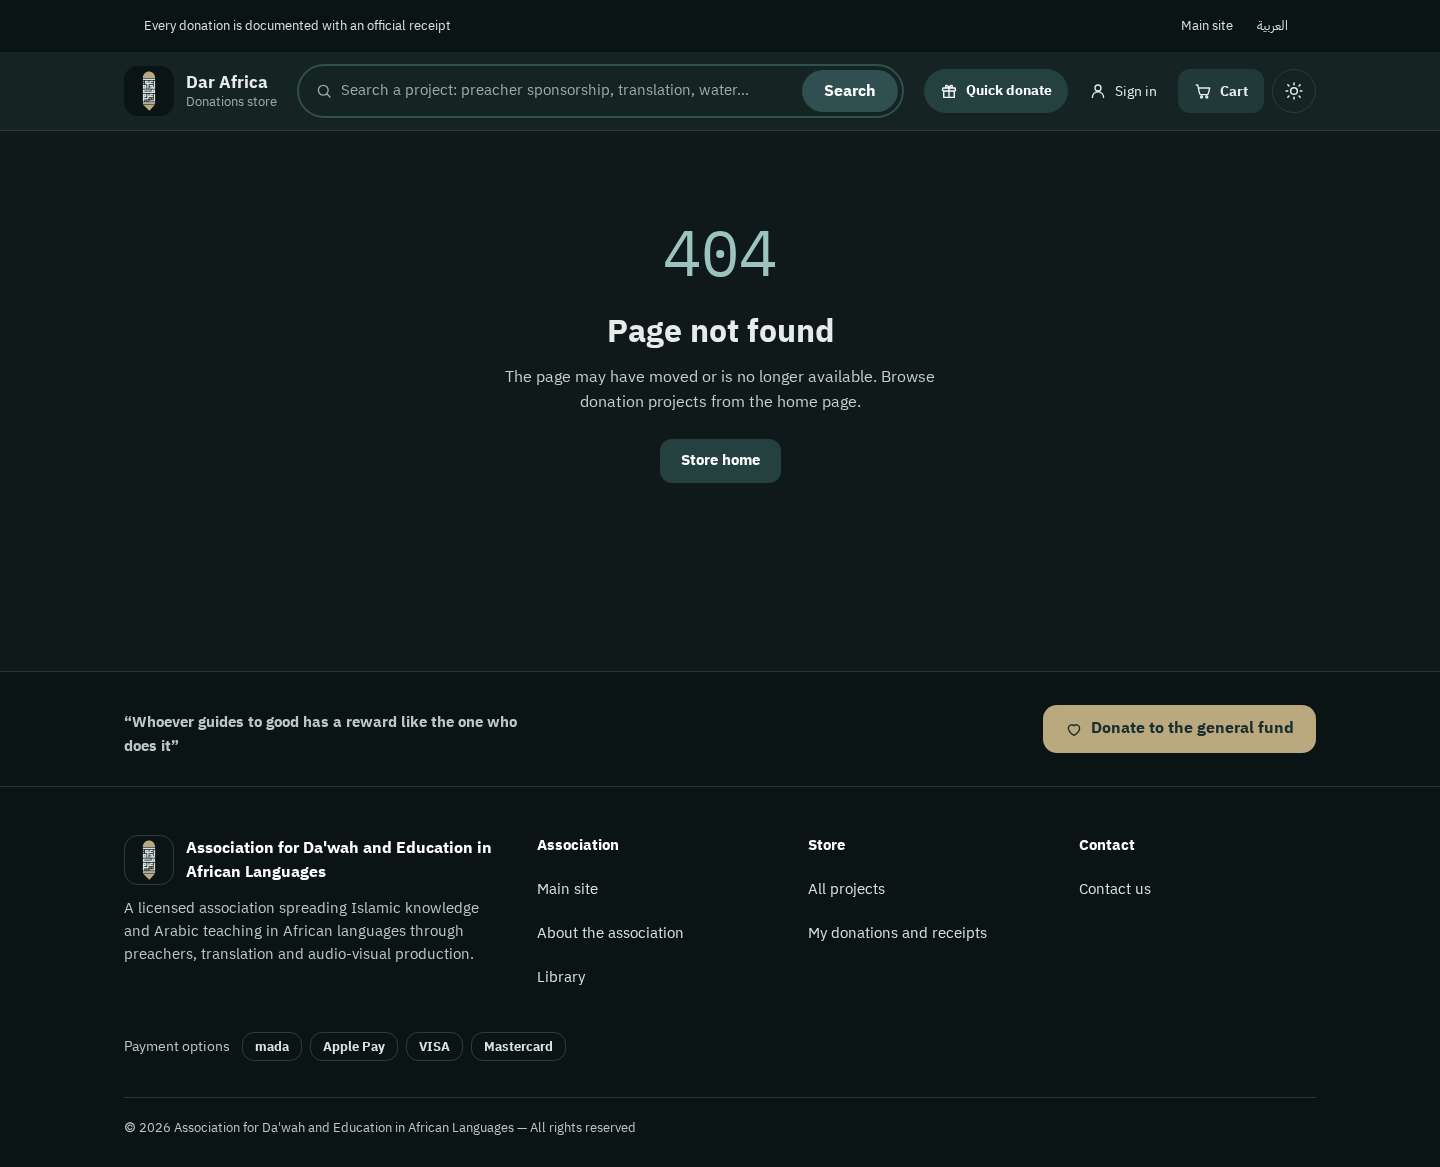 Every donation is documented with an official receipt
Main site
العربية
Dar Africa
Donations store
Search a project: preacher sponsorship, translation, water...
Search
Quick donate
Sign in
Cart
404
Page not found
The page may have moved or is no longer available. Browse
donation projects from the home page.
Store home
“Whoever guides to good has a reward like the one who
does it”
Donate to the general fund
Association for Da'wah and Education in
African Languages
A licensed association spreading Islamic knowledge
and Arabic teaching in African languages through
preachers, translation and audio-visual production.
Association
Main site
About the association
Library
Store
All projects
My donations and receipts
Contact
Contact us
Payment options
mada
Apple Pay
VISA
Mastercard
© 2026 Association for Da'wah and Education in African Languages — All rights reserved